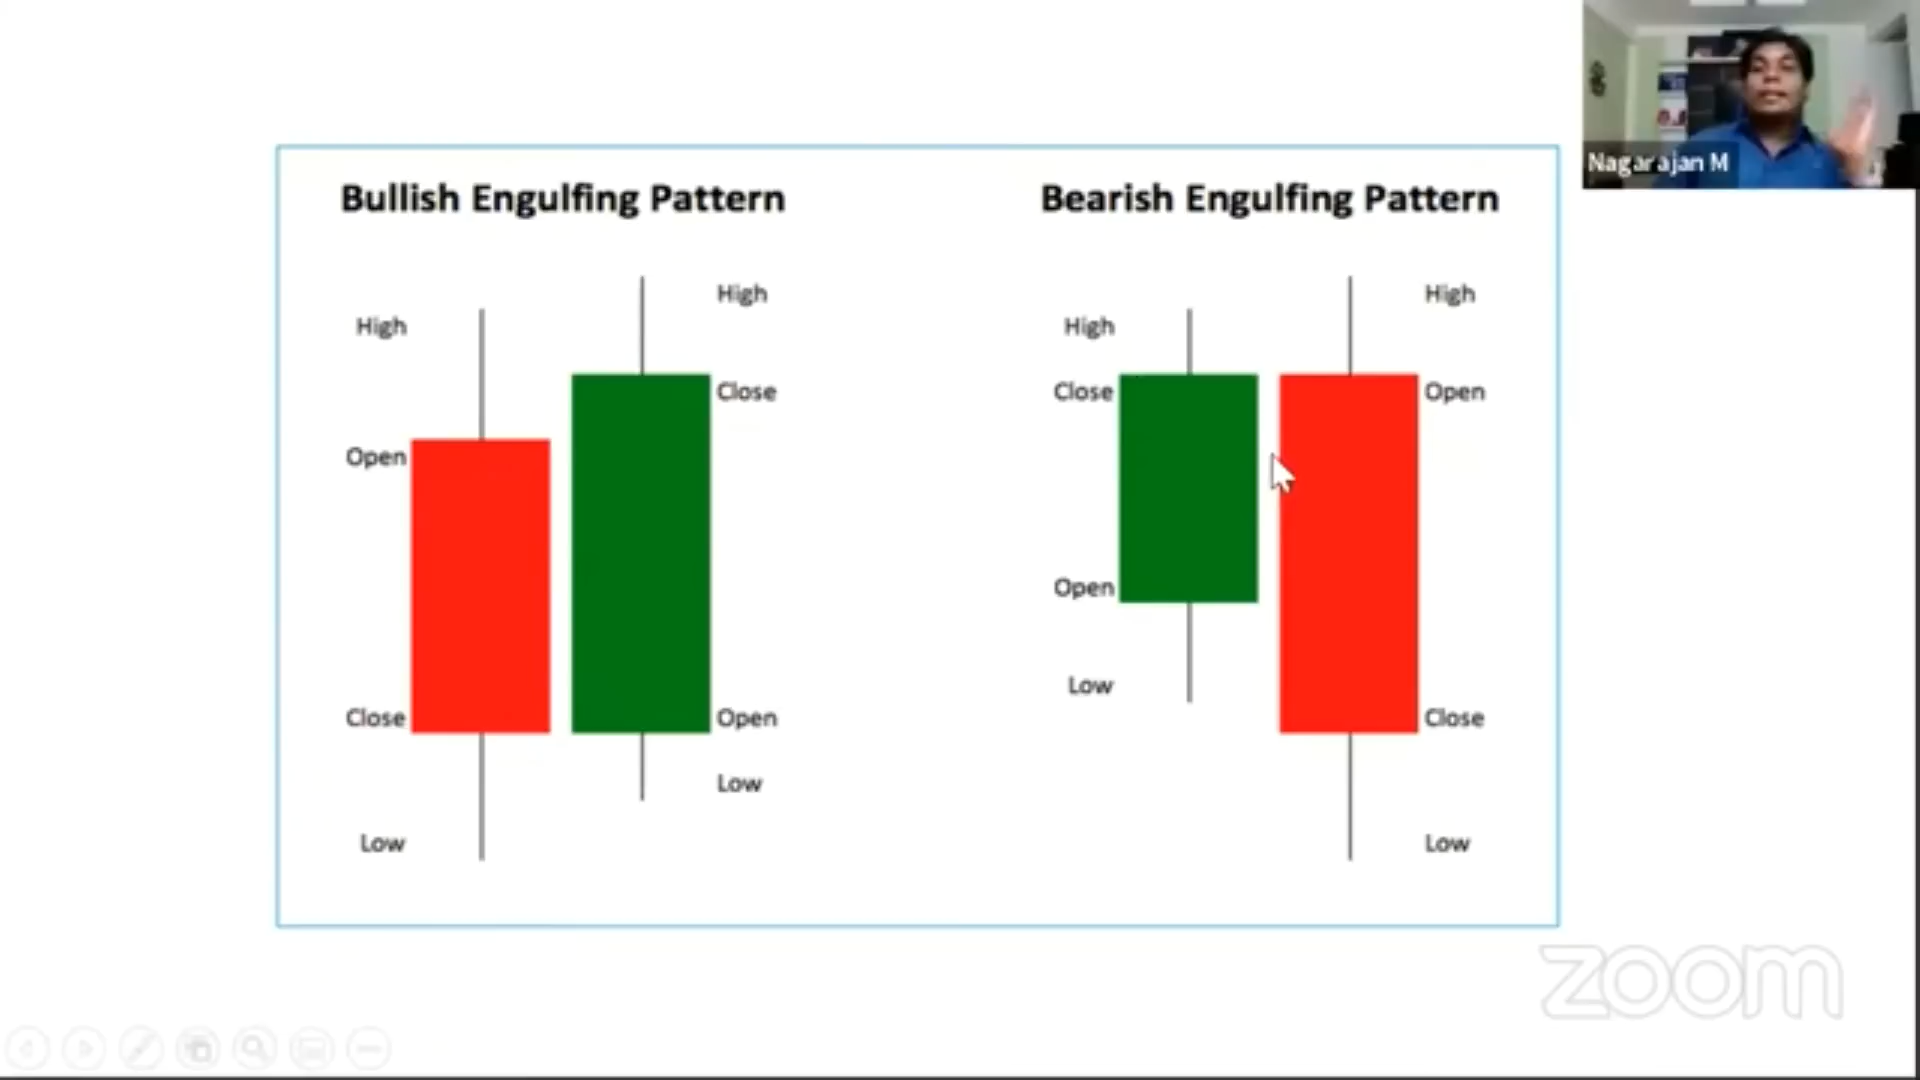 Nagarajan M
Bullish Engulfing Pattern
Bearish Engulfing Pattern
High
High
Close
Open
Close
Open
Low
Low
High
High
Close
Open
Open
Low
Close
Low
zoom